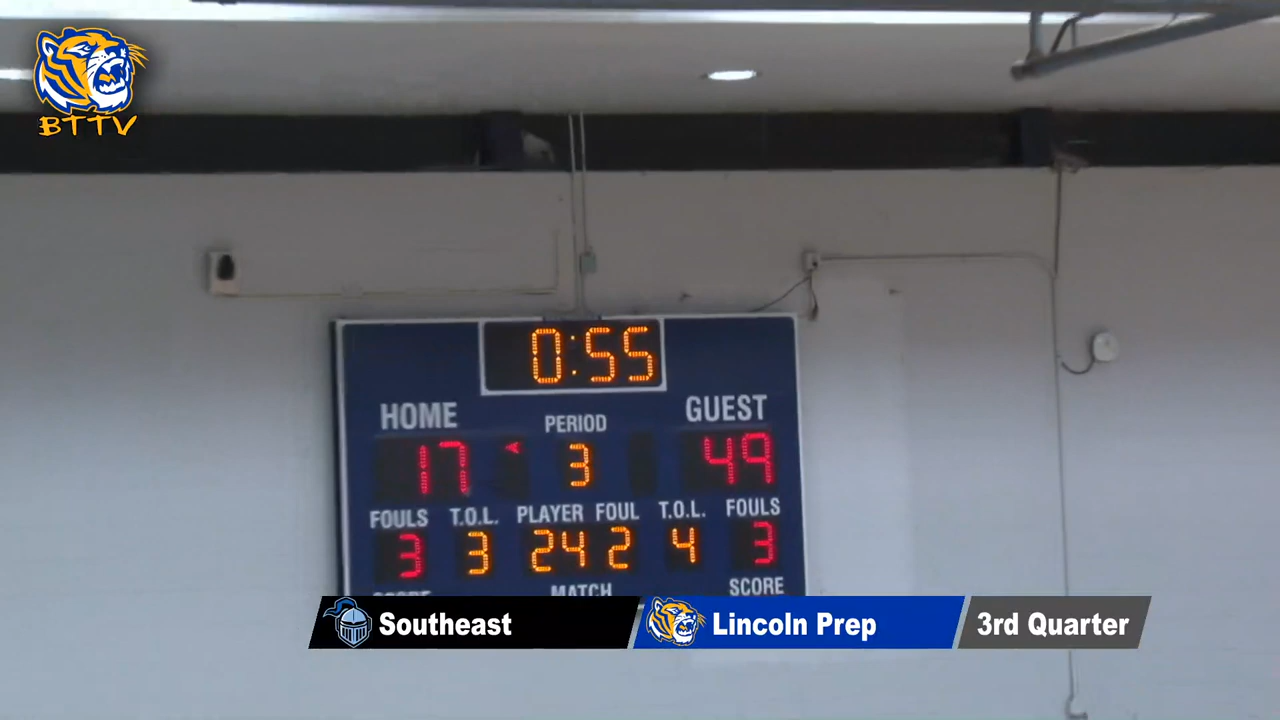 BTTV
0:55
HOME
PERIOD
GUEST
17
3
49
FOULS T.O.L. PLAYER FOUL T.O.L. FOULS
3 3 24 2 4 3
SCORE MATCH SCORE
Southeast
Lincoln Prep
3rd Quarter